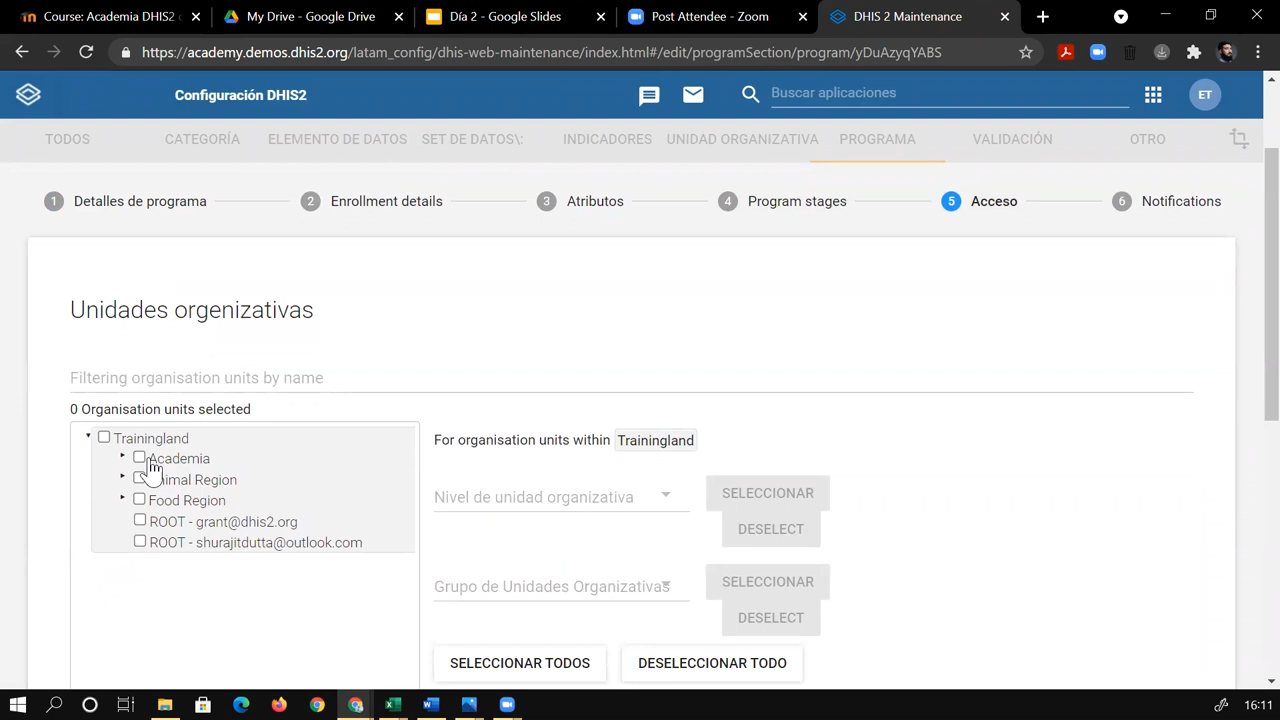 Course: Academia DHIS2 c
My Drive - Google Drive
Día 2 - Google Slides
Post Attendee - Zoom
DHIS 2 Maintenance
https://academy.demos.dhis2.org/latam_config/dhis-web-maintenance/index.html#/edit/programSection/program/yDuAzyqYABS
Configuración DHIS2
Buscar aplicaciones
ET
TODOS
CATEGORÍA
ELEMENTO DE DATOS
SET DE DATOS\:
INDICADORES
UNIDAD ORGANIZATIVA
PROGRAMA
VALIDACIÓN
OTRO
1 Detalles de programa
2 Enrollment details
3 Atributos
4 Program stages
5 Acceso
6 Notifications
Unidades orgenizativas
Filtering organisation units by name
0 Organisation units selected
Trainingland
Academia
nimal Region
Food Region
ROOT - grant@dhis2.org
ROOT - shurajitdutta@outlook.com
For organisation units within Trainingland
Nivel de unidad organizativa
SELECCIONAR
DESELECT
Grupo de Unidades Organizativas
SELECCIONAR
DESELECT
SELECCIONAR TODOS
DESELECCIONAR TODO
16:11